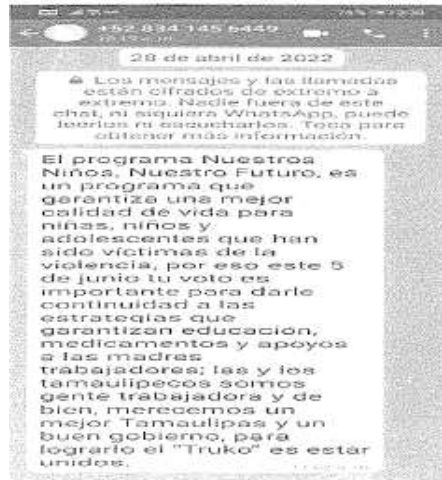 +52 834 145 6449
28 de abril de 2022
Los mensajes y las llamadas
están cifrados de extremo a
extremo. Nadie fuera de este
chat, ni siquiera WhatsApp, puede
leerlos ni escucharlos. Toca para
obtener más información.
El programa Nuestros
Niños, Nuestro Futuro, es
un programa que
garantiza una mejor
calidad de vida para
niñas, niños y
adolescentes que han
sido víctimas de la
violencia, por eso este 5
de junio tu voto es
importante para darle
continuidad a las
estrategias que
garantizan educación,
medicamentos y apoyos
a las madres
trabajadores; las y los
tamaulipecos somos
gente trabajadora y de
bien, merecemos un
mejor Tamaulipas y un
buen gobierno, para
lograrlo el "Truko" es estar
unidos.